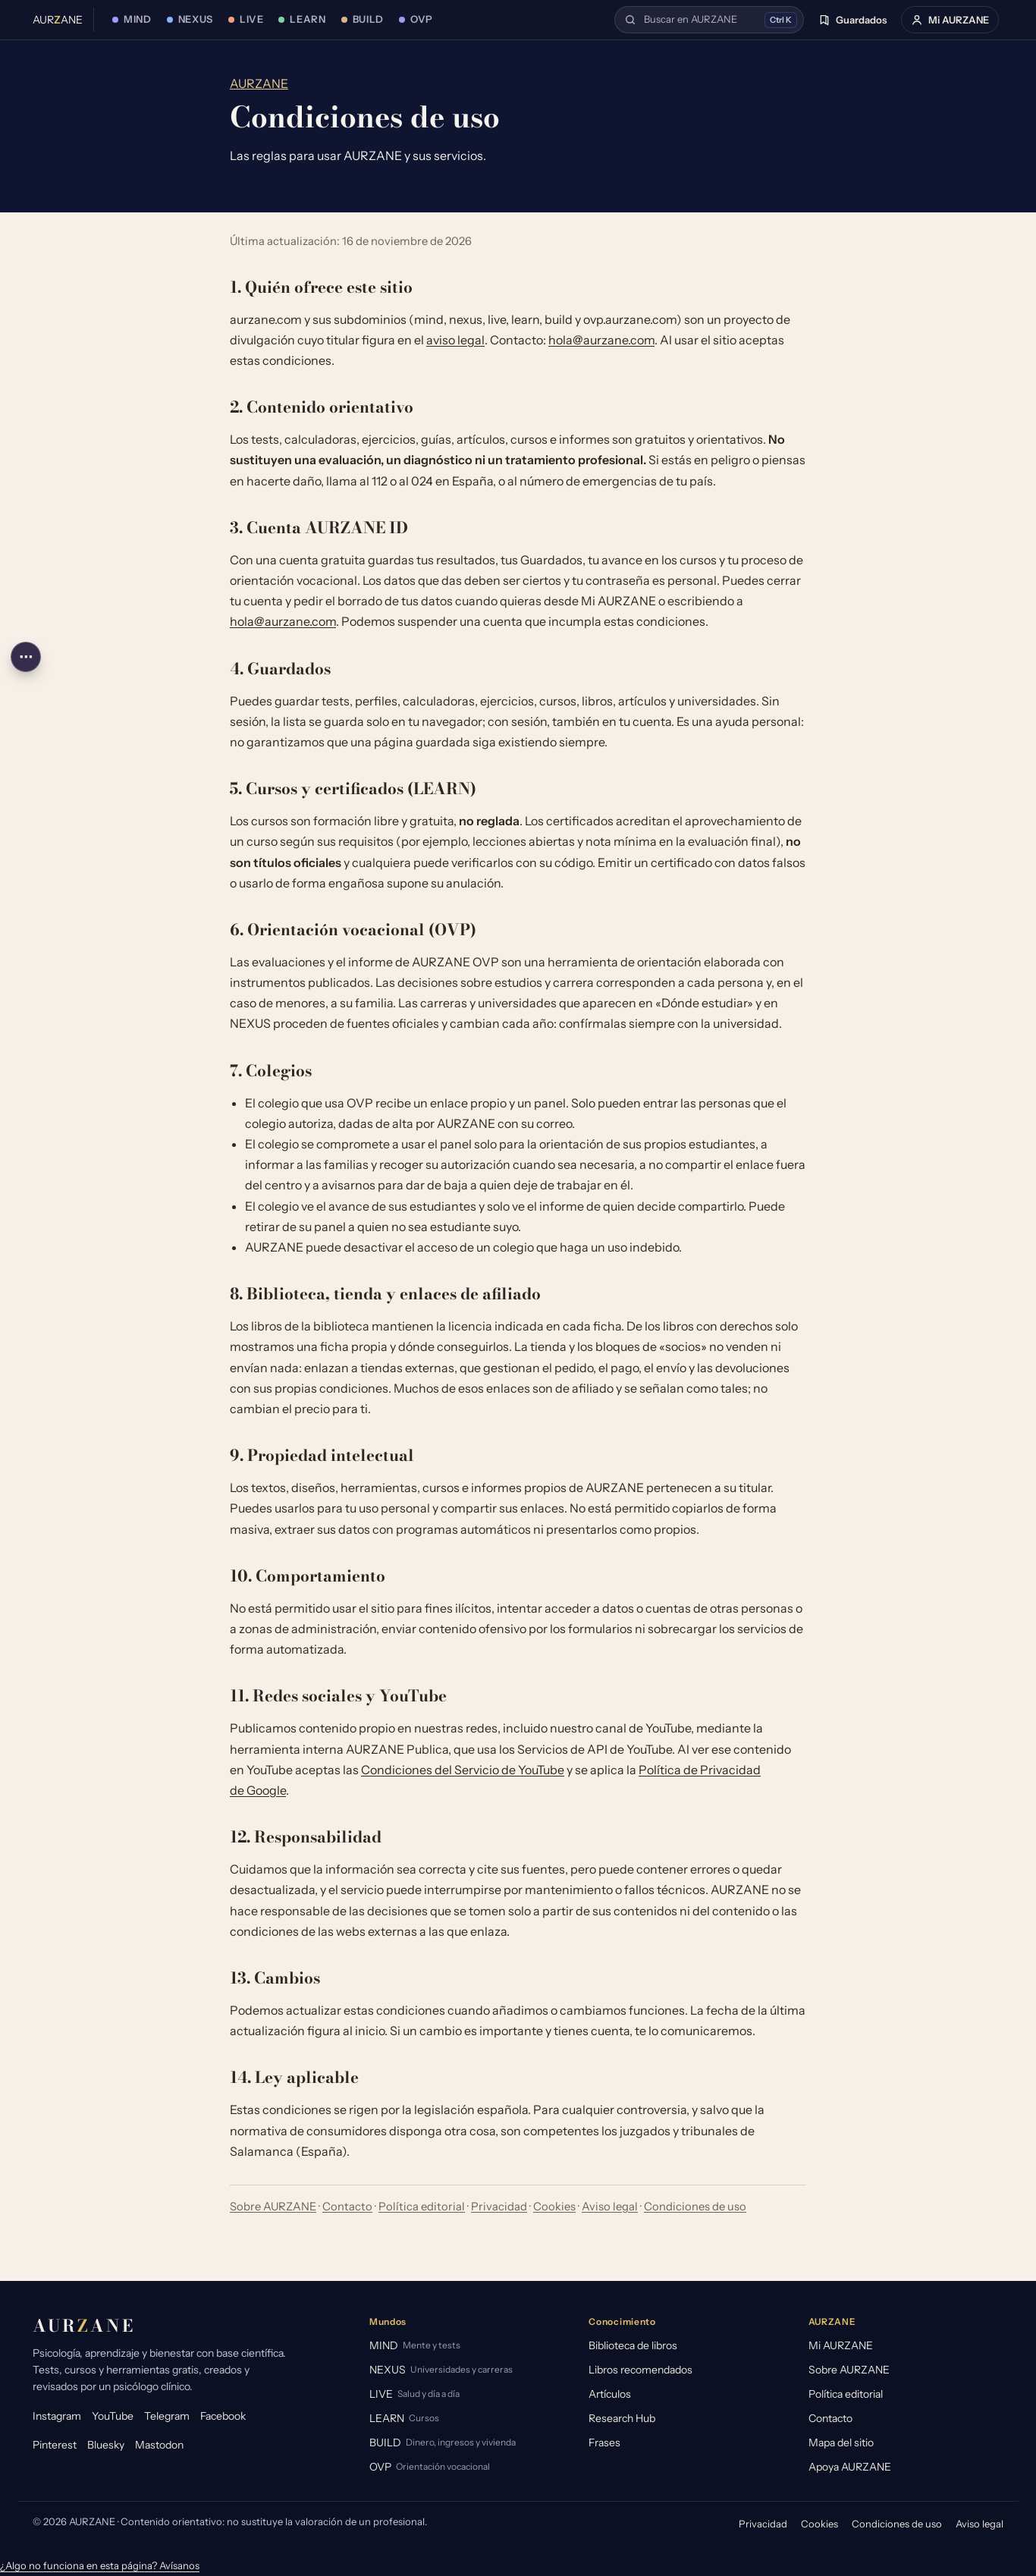 AURZANE
MIND
NEXUS
LIVE
LEARN
BUILD
OVP
Buscar en AURZANE
Ctrl K
Guardados
Mi AURZANE
AURZANE
Condiciones de uso
Las reglas para usar AURZANE y sus servicios.
Última actualización: 16 de noviembre de 2026
1. Quién ofrece este sitio
aurzane.com y sus subdominios (mind, nexus, live, learn, build y ovp.aurzane.com) son un proyecto de
divulgación cuyo titular figura en el aviso legal. Contacto: hola@aurzane.com. Al usar el sitio aceptas
estas condiciones.
2. Contenido orientativo
Los tests, calculadoras, ejercicios, guías, artículos, cursos e informes son gratuitos y orientativos. No
sustituyen una evaluación, un diagnóstico ni un tratamiento profesional. Si estás en peligro o piensas
en hacerte daño, llama al 112 o al 024 en España, o al número de emergencias de tu país.
3. Cuenta AURZANE ID
Con una cuenta gratuita guardas tus resultados, tus Guardados, tu avance en los cursos y tu proceso de
orientación vocacional. Los datos que das deben ser ciertos y tu contraseña es personal. Puedes cerrar
tu cuenta y pedir el borrado de tus datos cuando quieras desde Mi AURZANE o escribiendo a
hola@aurzane.com. Podemos suspender una cuenta que incumpla estas condiciones.
4. Guardados
Puedes guardar tests, perfiles, calculadoras, ejercicios, cursos, libros, artículos y universidades. Sin
sesión, la lista se guarda solo en tu navegador; con sesión, también en tu cuenta. Es una ayuda personal:
no garantizamos que una página guardada siga existiendo siempre.
5. Cursos y certificados (LEARN)
Los cursos son formación libre y gratuita, no reglada. Los certificados acreditan el aprovechamiento de
un curso según sus requisitos (por ejemplo, lecciones abiertas y nota mínima en la evaluación final), no
son títulos oficiales y cualquiera puede verificarlos con su código. Emitir un certificado con datos falsos
o usarlo de forma engañosa supone su anulación.
6. Orientación vocacional (OVP)
Las evaluaciones y el informe de AURZANE OVP son una herramienta de orientación elaborada con
instrumentos publicados. Las decisiones sobre estudios y carrera corresponden a cada persona y, en el
caso de menores, a su familia. Las carreras y universidades que aparecen en «Dónde estudiar» y en
NEXUS proceden de fuentes oficiales y cambian cada año: confírmalas siempre con la universidad.
7. Colegios
• El colegio que usa OVP recibe un enlace propio y un panel. Solo pueden entrar las personas que el
colegio autoriza, dadas de alta por AURZANE con su correo.
• El colegio se compromete a usar el panel solo para la orientación de sus propios estudiantes, a
informar a las familias y recoger su autorización cuando sea necesaria, a no compartir el enlace fuera
del centro y a avisarnos para dar de baja a quien deje de trabajar en él.
• El colegio ve el avance de sus estudiantes y solo ve el informe de quien decide compartirlo. Puede
retirar de su panel a quien no sea estudiante suyo.
• AURZANE puede desactivar el acceso de un colegio que haga un uso indebido.
8. Biblioteca, tienda y enlaces de afiliado
Los libros de la biblioteca mantienen la licencia indicada en cada ficha. De los libros con derechos solo
mostramos una ficha propia y dónde conseguirlos. La tienda y los bloques de «socios» no venden ni
envían nada: enlazan a tiendas externas, que gestionan el pedido, el pago, el envío y las devoluciones
con sus propias condiciones. Muchos de esos enlaces son de afiliado y se señalan como tales; no
cambian el precio para ti.
9. Propiedad intelectual
Los textos, diseños, herramientas, cursos e informes propios de AURZANE pertenecen a su titular.
Puedes usarlos para tu uso personal y compartir sus enlaces. No está permitido copiarlos de forma
masiva, extraer sus datos con programas automáticos ni presentarlos como propios.
10. Comportamiento
No está permitido usar el sitio para fines ilícitos, intentar acceder a datos o cuentas de otras personas o
a zonas de administración, enviar contenido ofensivo por los formularios ni sobrecargar los servicios de
forma automatizada.
11. Redes sociales y YouTube
Publicamos contenido propio en nuestras redes, incluido nuestro canal de YouTube, mediante la
herramienta interna AURZANE Publica, que usa los Servicios de API de YouTube. Al ver ese contenido
en YouTube aceptas las Condiciones del Servicio de YouTube y se aplica la Política de Privacidad
de Google.
12. Responsabilidad
Cuidamos que la información sea correcta y cite sus fuentes, pero puede contener errores o quedar
desactualizada, y el servicio puede interrumpirse por mantenimiento o fallos técnicos. AURZANE no se
hace responsable de las decisiones que se tomen solo a partir de sus contenidos ni del contenido o las
condiciones de las webs externas a las que enlaza.
13. Cambios
Podemos actualizar estas condiciones cuando añadimos o cambiamos funciones. La fecha de la última
actualización figura al inicio. Si un cambio es importante y tienes cuenta, te lo comunicaremos.
14. Ley aplicable
Estas condiciones se rigen por la legislación española. Para cualquier controversia, y salvo que la
normativa de consumidores disponga otra cosa, son competentes los juzgados y tribunales de
Salamanca (España).
Sobre AURZANE · Contacto · Política editorial · Privacidad · Cookies · Aviso legal · Condiciones de uso
AURZANE
Psicología, aprendizaje y bienestar con base científica.
Tests, cursos y herramientas gratis, creados y
revisados por un psicólogo clínico.
Instagram YouTube Telegram Facebook
Pinterest Bluesky Mastodon
Mundos
MIND Mente y tests
NEXUS Universidades y carreras
LIVE Salud y día a día
LEARN Cursos
BUILD Dinero, ingresos y vivienda
OVP Orientación vocacional
Conocimiento
Biblioteca de libros
Libros recomendados
Artículos
Research Hub
Frases
AURZANE
Mi AURZANE
Sobre AURZANE
Política editorial
Contacto
Mapa del sitio
Apoya AURZANE
© 2026 AURZANE · Contenido orientativo: no sustituye la valoración de un profesional.
Privacidad Cookies Condiciones de uso Aviso legal
¿Algo no funciona en esta página? Avísanos